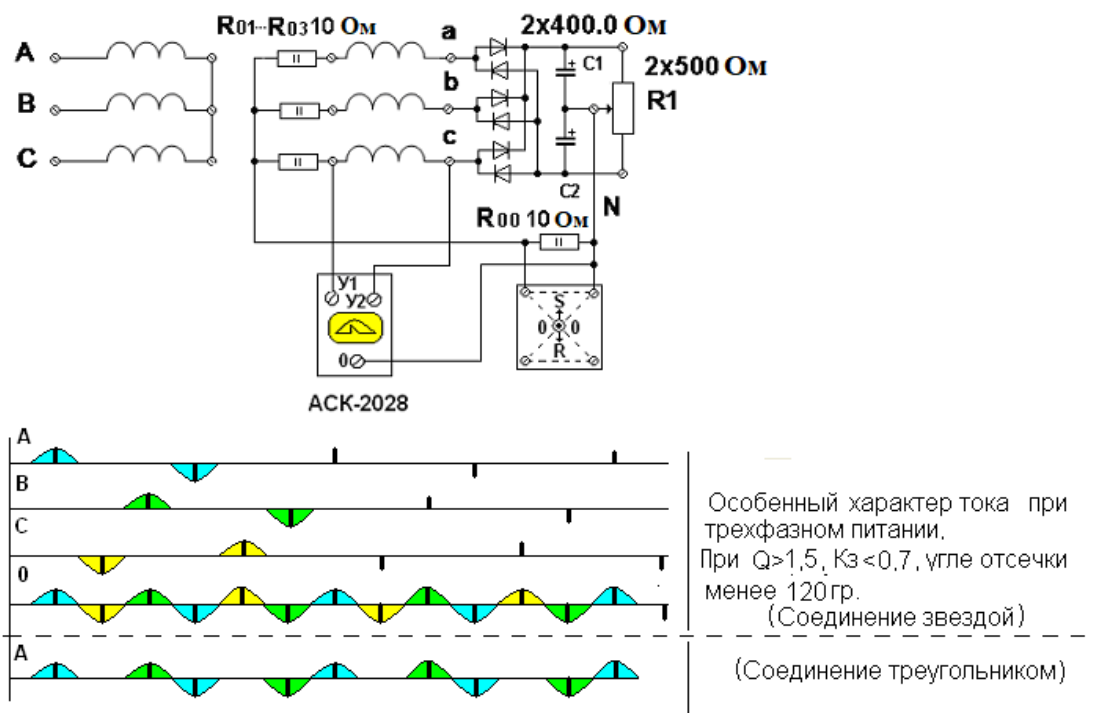 R01...R03 10 Ом
a
2x400.0 Ом
A
C1
2x500 Ом
b
R1
B
c
C
C2
N
R00 10 Ом
У1
У2
S
0 0
R
0
АСК-2028
A
B
C
0
Особенный характер тока при
трехфазном питании.
При Q>1,5, Кз<0,7, угле отсечки
менее 120гр.
(Соединение звездой)
A
(Соединение треугольником)